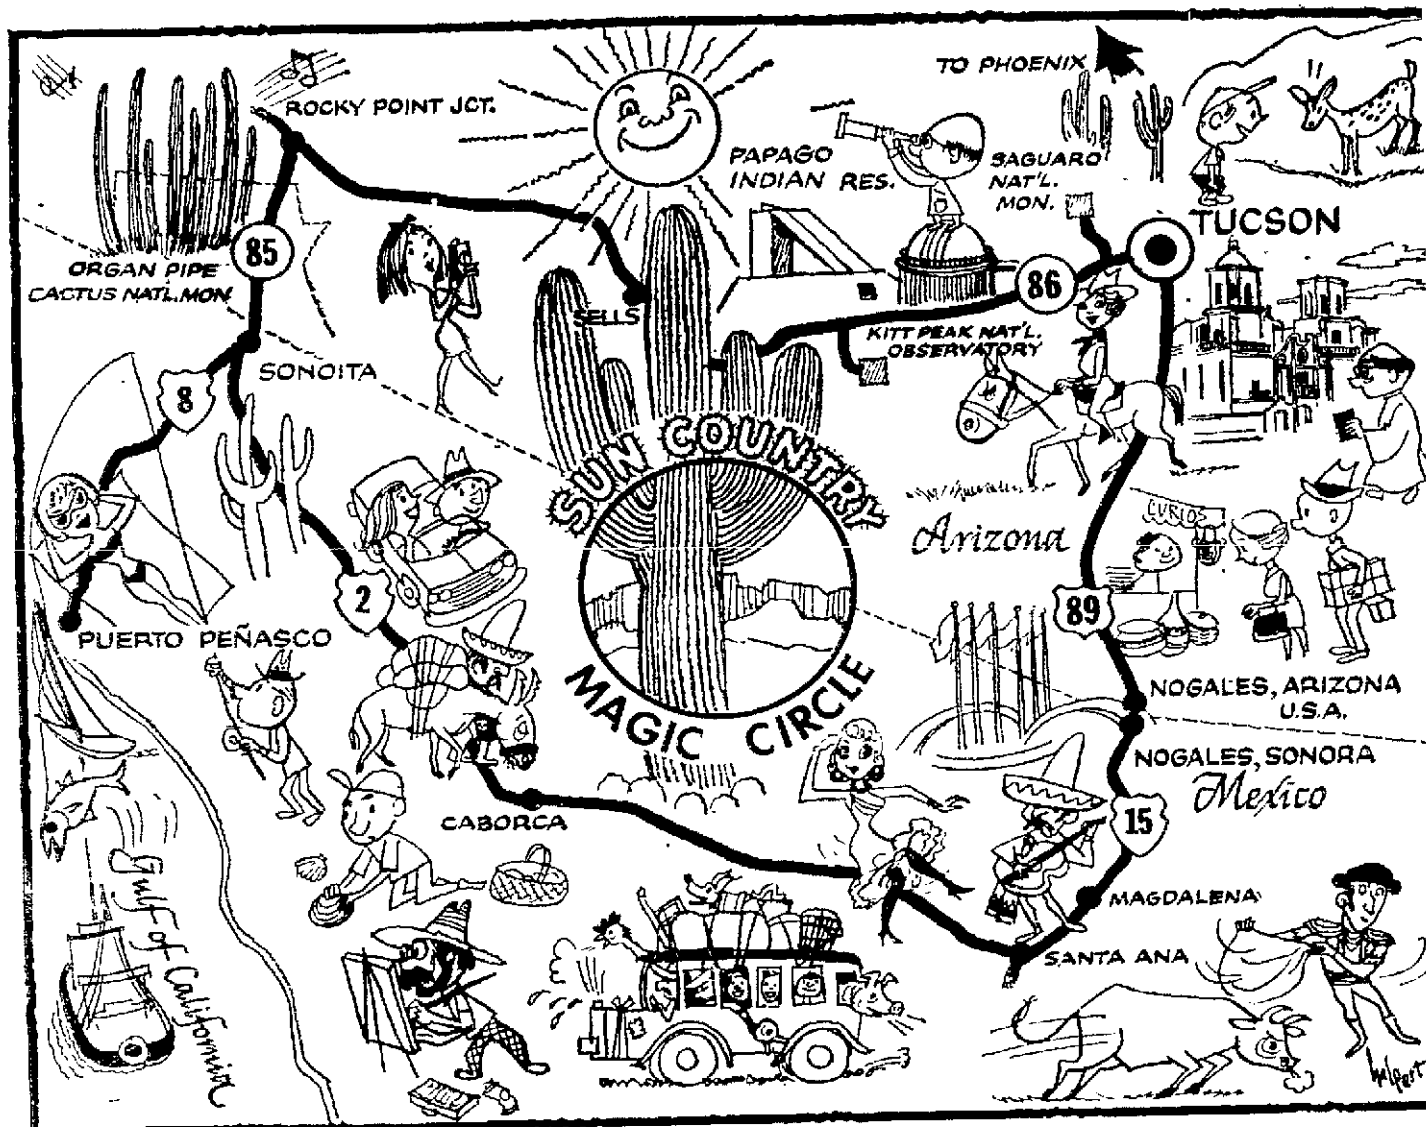 ROCKY POINT JCT.
TO PHOENIX
PAPAGO
INDIAN RES.
SAGUARO
NAT'L.
MON.
TUCSON
ORGAN PIPE
CACTUS NATL. MON
85
86
SELLS
KITT PEAK NAT'L.
OBSERVATORY
SONOITA
8
SUN COUNTRY
MAGIC CIRCLE
Arizona
CURIOS
2
89
PUERTO PEÑASCO
NOGALES, ARIZONA
U.S.A.
NOGALES, SONORA
Mexico
15
CABORCA
MAGDALENA
SANTA ANA
Gulf of California